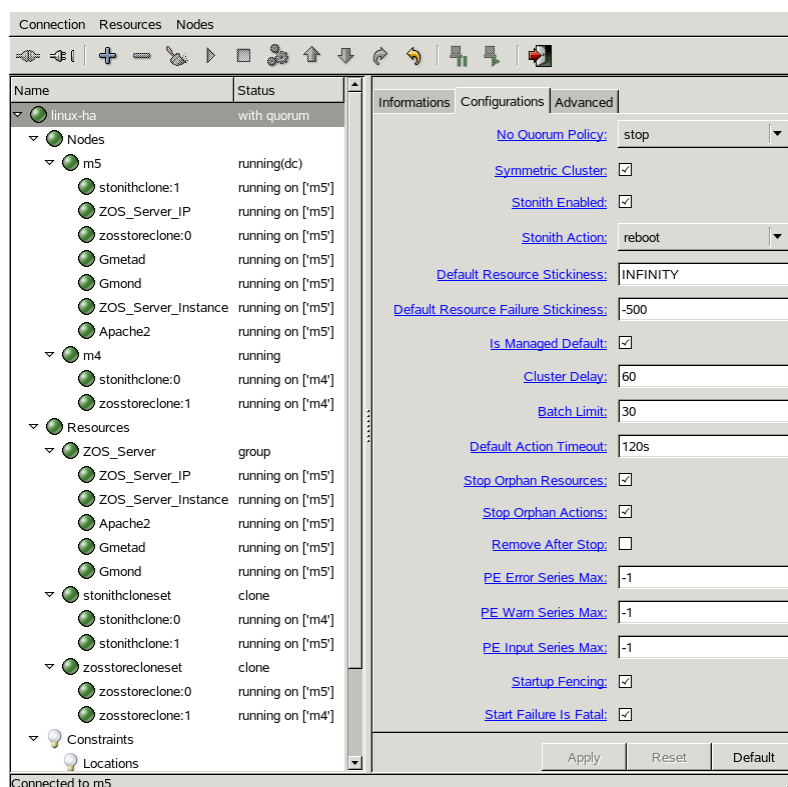 Connection Resources Nodes
Name Status
linux-ha with quorum
Nodes
m5 running(dc)
stonithclone:1 running on ['m5']
ZOS_Server_IP running on ['m5']
zosstoreclone:0 running on ['m5']
Gmetad running on ['m5']
Gmond running on ['m5']
ZOS_Server_Instance running on ['m5']
Apache2 running on ['m5']
m4 running
stonithclone:0 running on ['m4']
zosstoreclone:1 running on ['m4']
Resources
ZOS_Server group
ZOS_Server_IP running on ['m5']
ZOS_Server_Instance running on ['m5']
Apache2 running on ['m5']
Gmetad running on ['m5']
Gmond running on ['m5']
stonithcloneset clone
stonithclone:0 running on ['m4']
stonithclone:1 running on ['m5']
zosstorecloneset clone
zosstoreclone:0 running on ['m5']
zosstoreclone:1 running on ['m4']
Constraints
Locations
Informations Configurations Advanced
No Quorum Policy: stop
Symmetric Cluster:
Stonith Enabled:
Stonith Action: reboot
Default Resource Stickiness: INFINITY
Default Resource Failure Stickiness: -500
Is Managed Default:
Cluster Delay: 60
Batch Limit: 30
Default Action Timeout: 120s
Stop Orphan Resources:
Stop Orphan Actions:
Remove After Stop:
PE Error Series Max: -1
PE Warn Series Max: -1
PE Input Series Max: -1
Startup Fencing:
Start Failure Is Fatal:
Apply Reset Default
Connected to m5